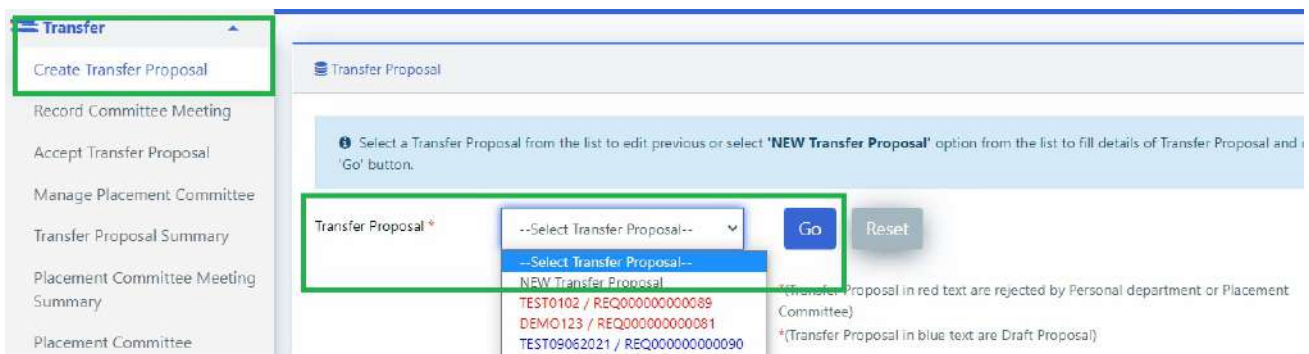 Transfer
Create Transfer Proposal
Record Committee Meeting
Accept Transfer Proposal
Manage Placement Committee
Transfer Proposal Summary
Placement Committee Meeting
Summary
Placement Committee
Transfer Proposal
Select a Transfer Proposal from the list to edit previous or select 'NEW Transfer Proposal' option from the list to fill details of Transfer Proposal and
'Go' button.
Transfer Proposal *
--Select Transfer Proposal--
Go
Reset
--Select Transfer Proposal--
NEW Transfer Proposal
TEST0102 / REQ000000000089
DEMO123 / REQ000000000081
TEST09062021 / REQ000000000090
*(Transfer Proposal in red text are rejected by Personal department or Placement
Committee)
*(Transfer Proposal in blue text are Draft Proposal)